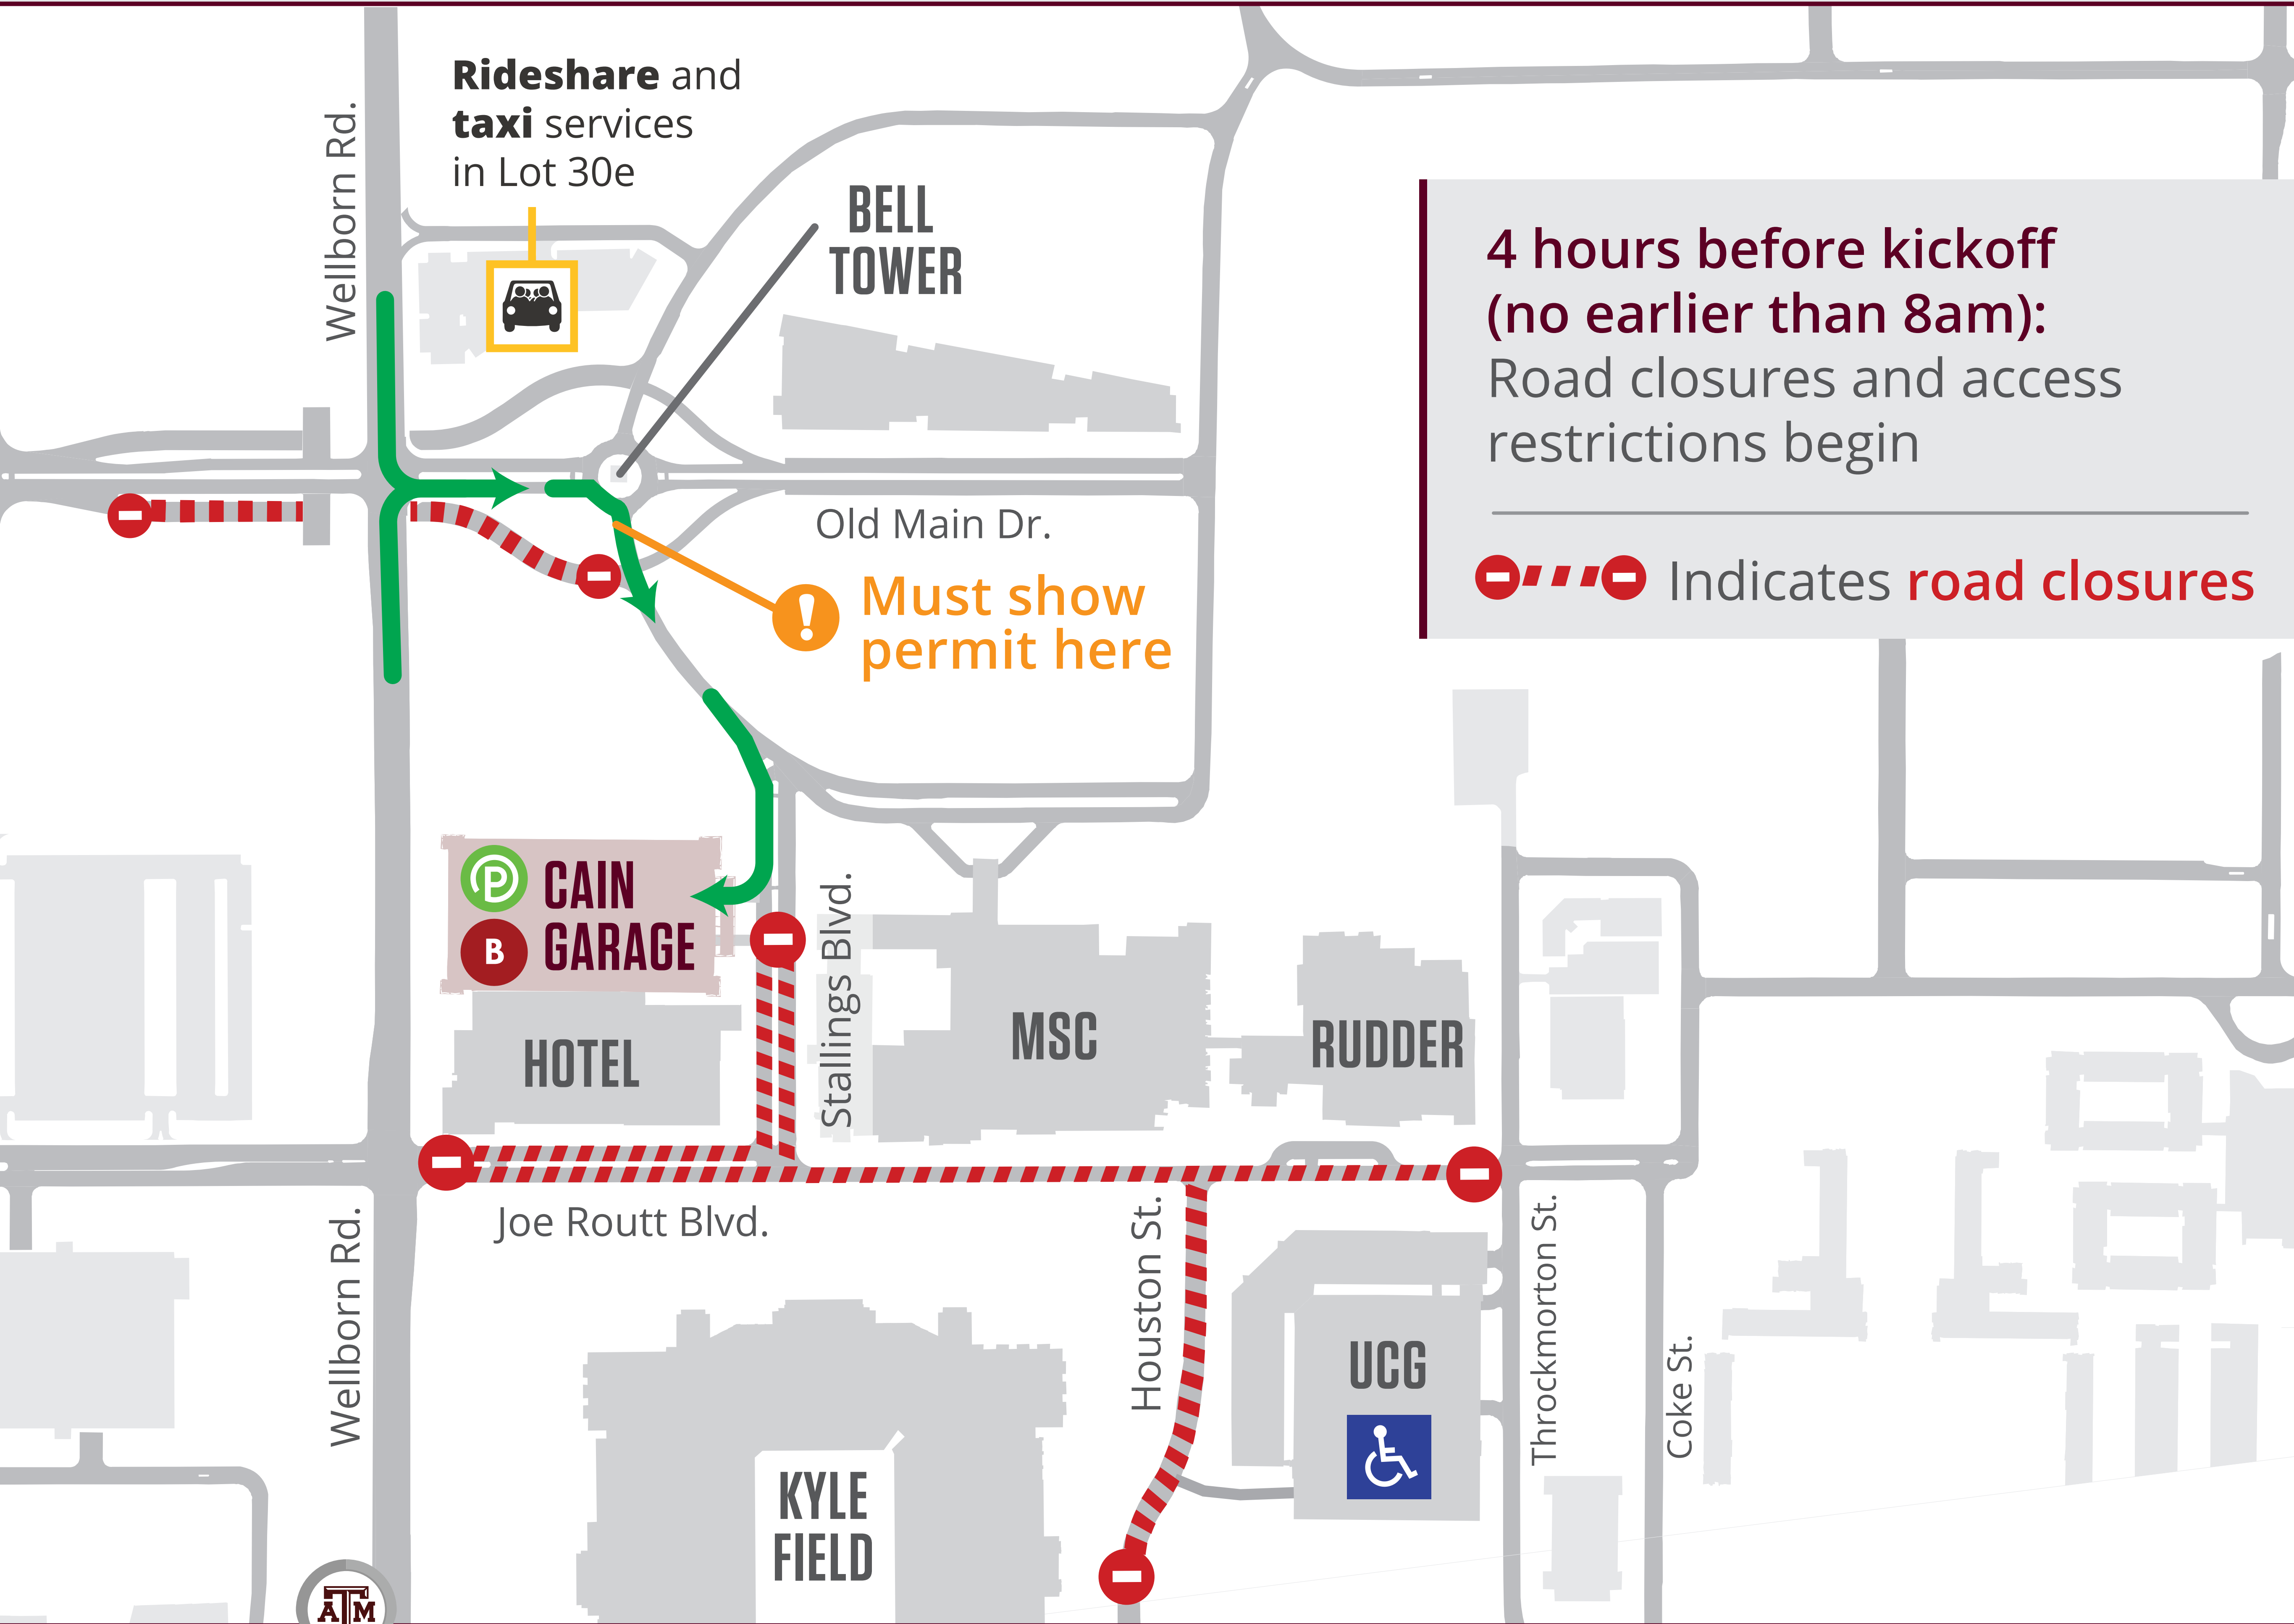 Rideshare and
taxi services
in Lot 30e
Wellborn Rd.
BELL
TOWER
4 hours before kickoff
(no earlier than 8am):
Road closures and access
restrictions begin
Indicates road closures
Old Main Dr.
!
Must show
permit here
P
B
CAIN
GARAGE
HOTEL
Stallings Blvd.
MSC
RUDDER
Joe Routt Blvd.
Wellborn Rd.
Houston St.
UCG
Throckmorton St.
Coke St.
KYLE
FIELD
ATM